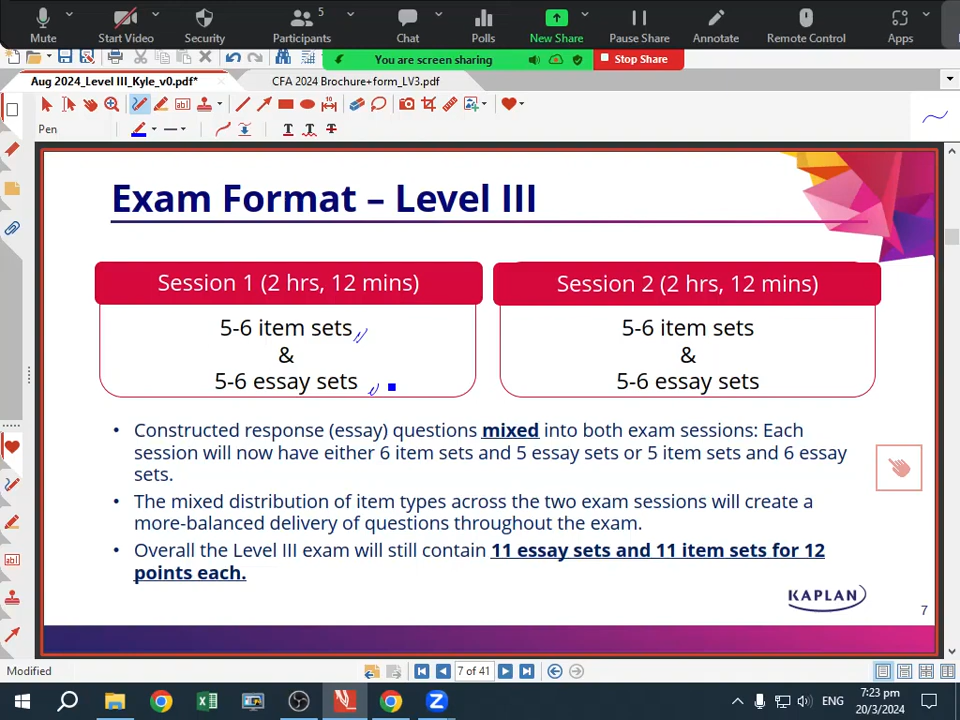 5
Mute
Start Video
Security
Participants
Chat
Polls
New Share
Pause Share
Annotate
Remote Control
Apps
You are screen sharing
Stop Share
Aug 2024_Level III_Kyle_v0.pdf*
CFA 2024 Brochure+form_LV3.pdf
Pen
Exam Format – Level III
Session 1 (2 hrs, 12 mins)
5-6 item sets
&
5-6 essay sets
Session 2 (2 hrs, 12 mins)
5-6 item sets
&
5-6 essay sets
• Constructed response (essay) questions mixed into both exam sessions: Each
session will now have either 6 item sets and 5 essay sets or 5 item sets and 6 essay
sets.
• The mixed distribution of item types across the two exam sessions will create a
more-balanced delivery of questions throughout the exam.
• Overall the Level III exam will still contain 11 essay sets and 11 item sets for 12
points each.
KAPLAN
7
Modified
7 of 41
ENG
7:23 pm
20/3/2024